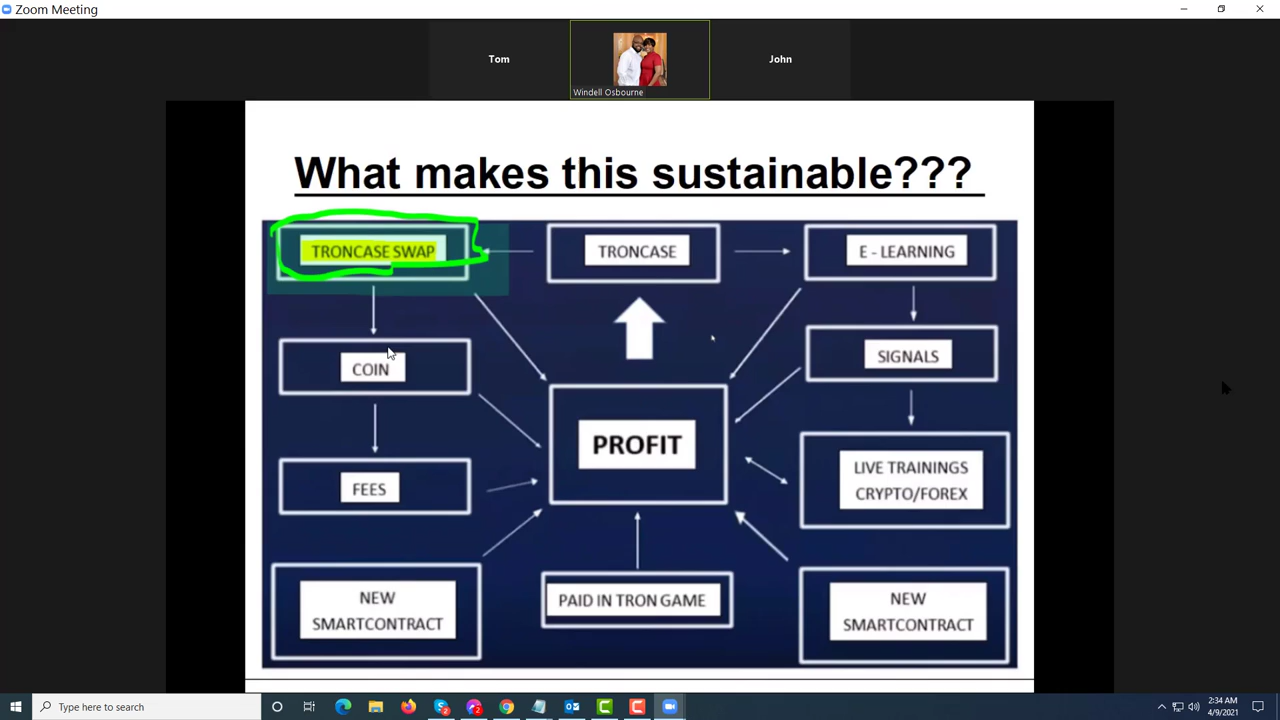 Zoom Meeting
Tom
Windell Osbourne
John
What makes this sustainable???
TRONCASE SWAP
TRONCASE
E - LEARNING
COIN
SIGNALS
PROFIT
FEES
LIVE TRAININGS
CRYPTO/FOREX
NEW
SMARTCONTRACT
PAID IN TRON GAME
NEW
SMARTCONTRACT
Type here to search
2:34 AM
4/9/2021